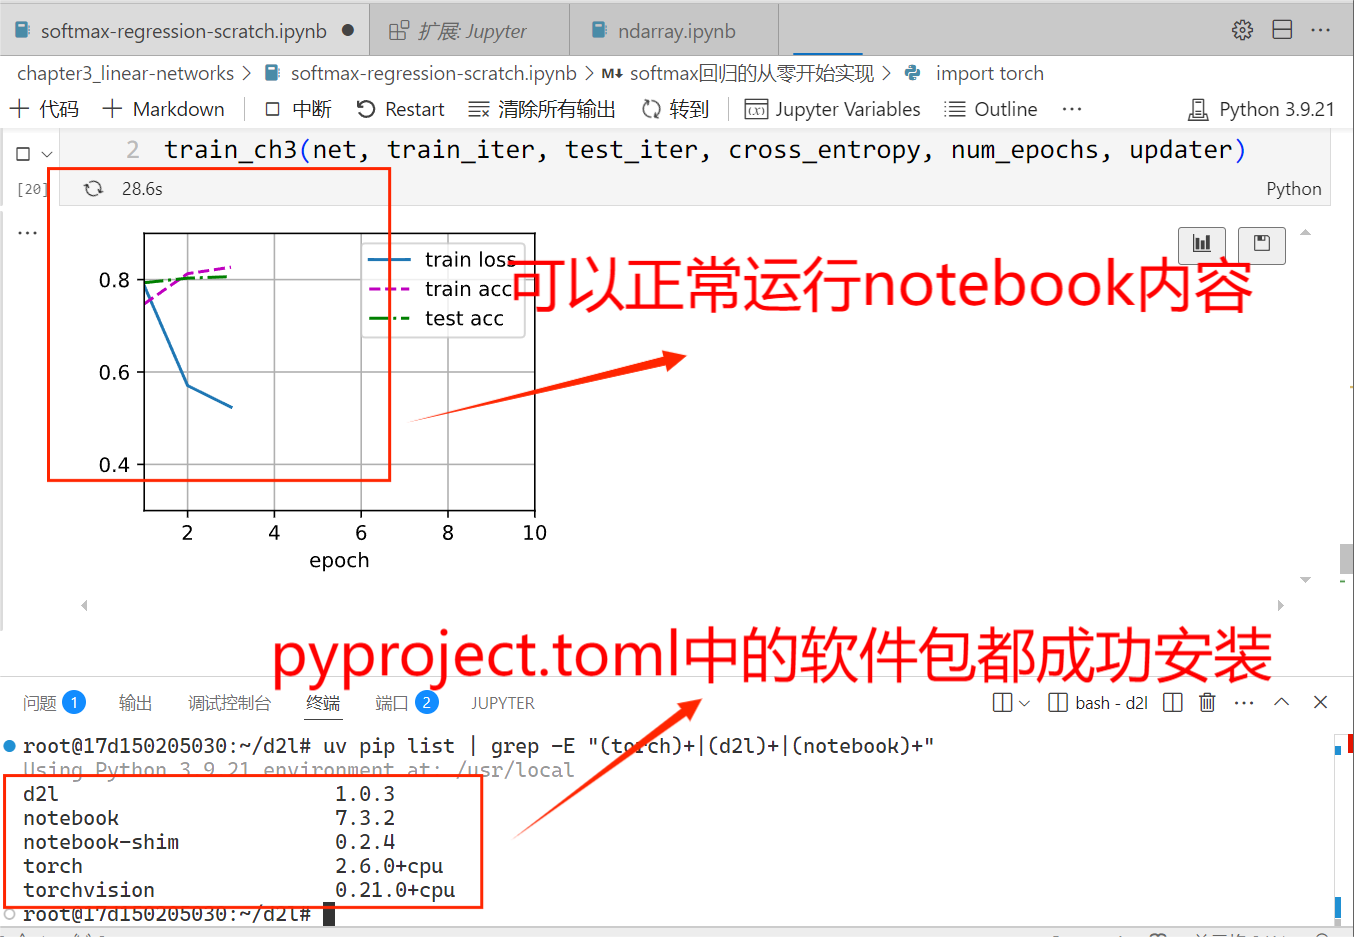 softmax-regression-scratch.ipynb
扩展: Jupyter
ndarray.ipynb
chapter3_linear-networks > softmax-regression-scratch.ipynb > M↓ softmax回归的从零开始实现 > import torch
+ 代码 + Markdown 中断 Restart 清除所有输出 转到 Jupyter Variables Outline ··· Python 3.9.21
2 train_ch3(net, train_iter, test_iter, cross_entropy, num_epochs, updater)
[20] 28.6s Python
train loss
train acc
test acc
0.8
0.6
0.4
2 4 6 8 10
epoch
可以正常运行notebook内容
pyproject.toml中的软件包都成功安装
问题 1 输出 调试控制台 终端 端口 2 JUPYTER bash - d2l
root@17d150205030:~/d2l# uv pip list | grep -E "(torch)+|(d2l)+|(notebook)+"
Using Python 3.9.21 environment at: /usr/local
d2l 1.0.3
notebook 7.3.2
notebook-shim 0.2.4
torch 2.6.0+cpu
torchvision 0.21.0+cpu
root@17d150205030:~/d2l#